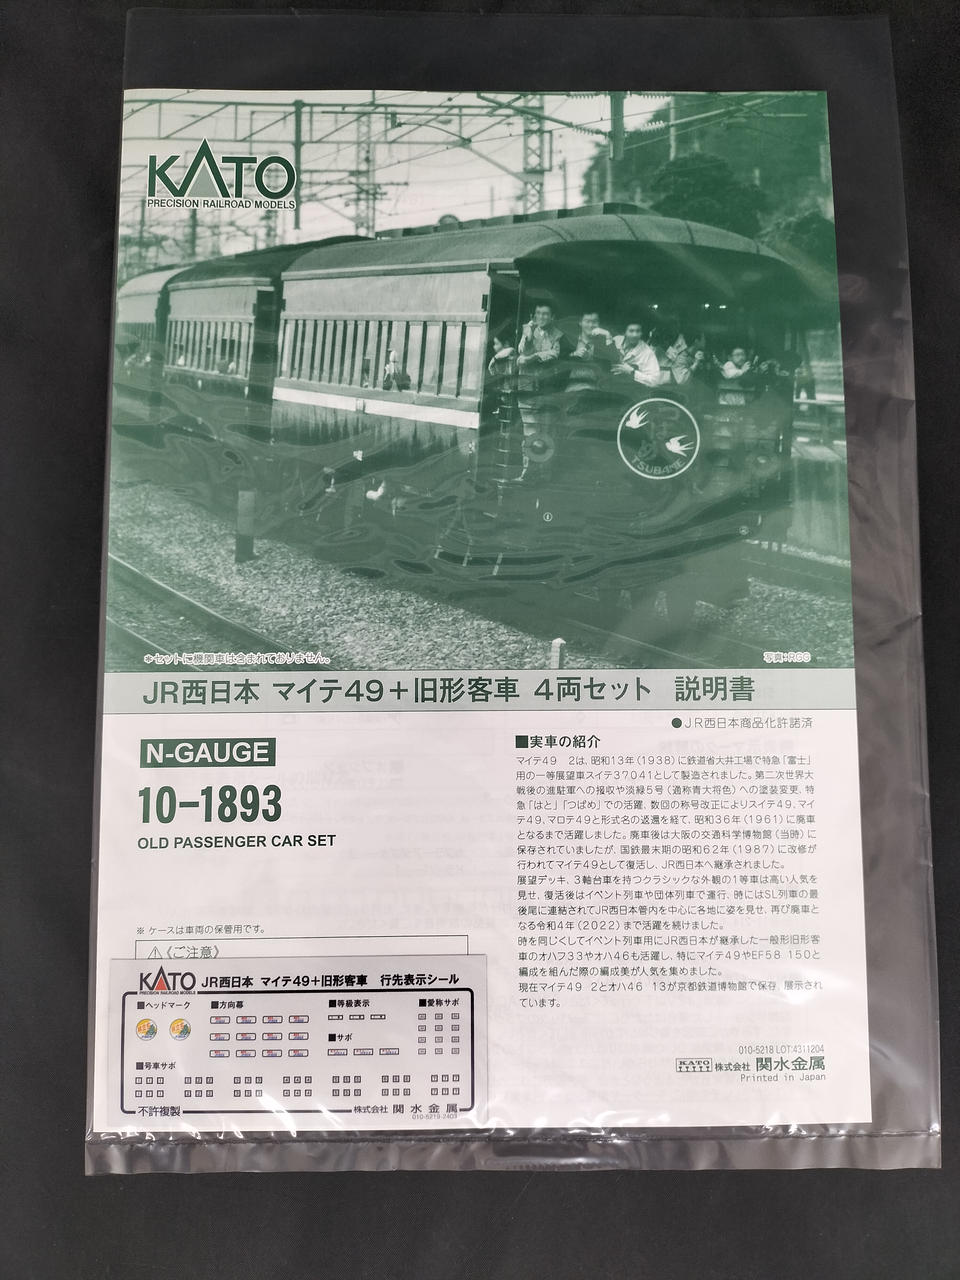 KATO
PRECISION RAILROAD MODELS
TSUBAME
*セットに機関車は含まれておりません。
写真:RGG
JR西日本 マイテ49+旧形客車 4両セット 説明書
●JR西日本商品化許諾済
N-GAUGE
10-1893
OLD PASSENGER CAR SET
■実車の紹介
マイテ49 2は、昭和13年(1938)に鉄道省大井工場で特急「富士」
用の一等展望車スイテ37041として製造されました。第二次世界大
戦後の進駐軍への接収や淡緑5号(通称青大将色)への塗装変更、特
急「はと」「つばめ」での活躍、数回の称号改正によりスイテ49、マイ
テ49、マロテ49と形式名の返還を経て、昭和36年(1961)に廃車
となるまで活躍しました。廃車後は大阪の交通科学博物館(当時)に
保存されていましたが、国鉄最末期の昭和62年(1987)に改修が
行われてマイテ49として復活し、JR西日本へ継承されました。
展望デッキ、3軸台車を持つクラシックな外観の1等車は高い人気を
見せ、復活後はイベント列車や団体列車で運行、時にはSL列車の最
後尾に連結されてJR西日本管内を中心に各地に姿を見せ、再び廃車と
なる令和4年(2022)まで活躍を続けました。
時を同じくしてイベント列車用にJR西日本が継承した一般形旧形客
車のオハフ33やオハ46も活躍し、特にマイテ49やEF58 150と
編成を組んだ際の編成美が人気を集めました。
現在マイテ49 2とオハ46 13が京都鉄道博物館で保存、展示され
ています。
※ ケースは車両の保管用です。
⚠《ご注意》
KATO
PRECISION RAILROAD MODELS
JR西日本 マイテ49+旧形客車 行先表示シール
■ヘッドマーク
■方向幕
■等級表示
■愛称サボ
■サボ
■号車サボ
不許複製
株式会社 関水金属
010-5219-2403
010-5218 LOT:4311204
KATO 株式会社 関水金属
Printed in Japan